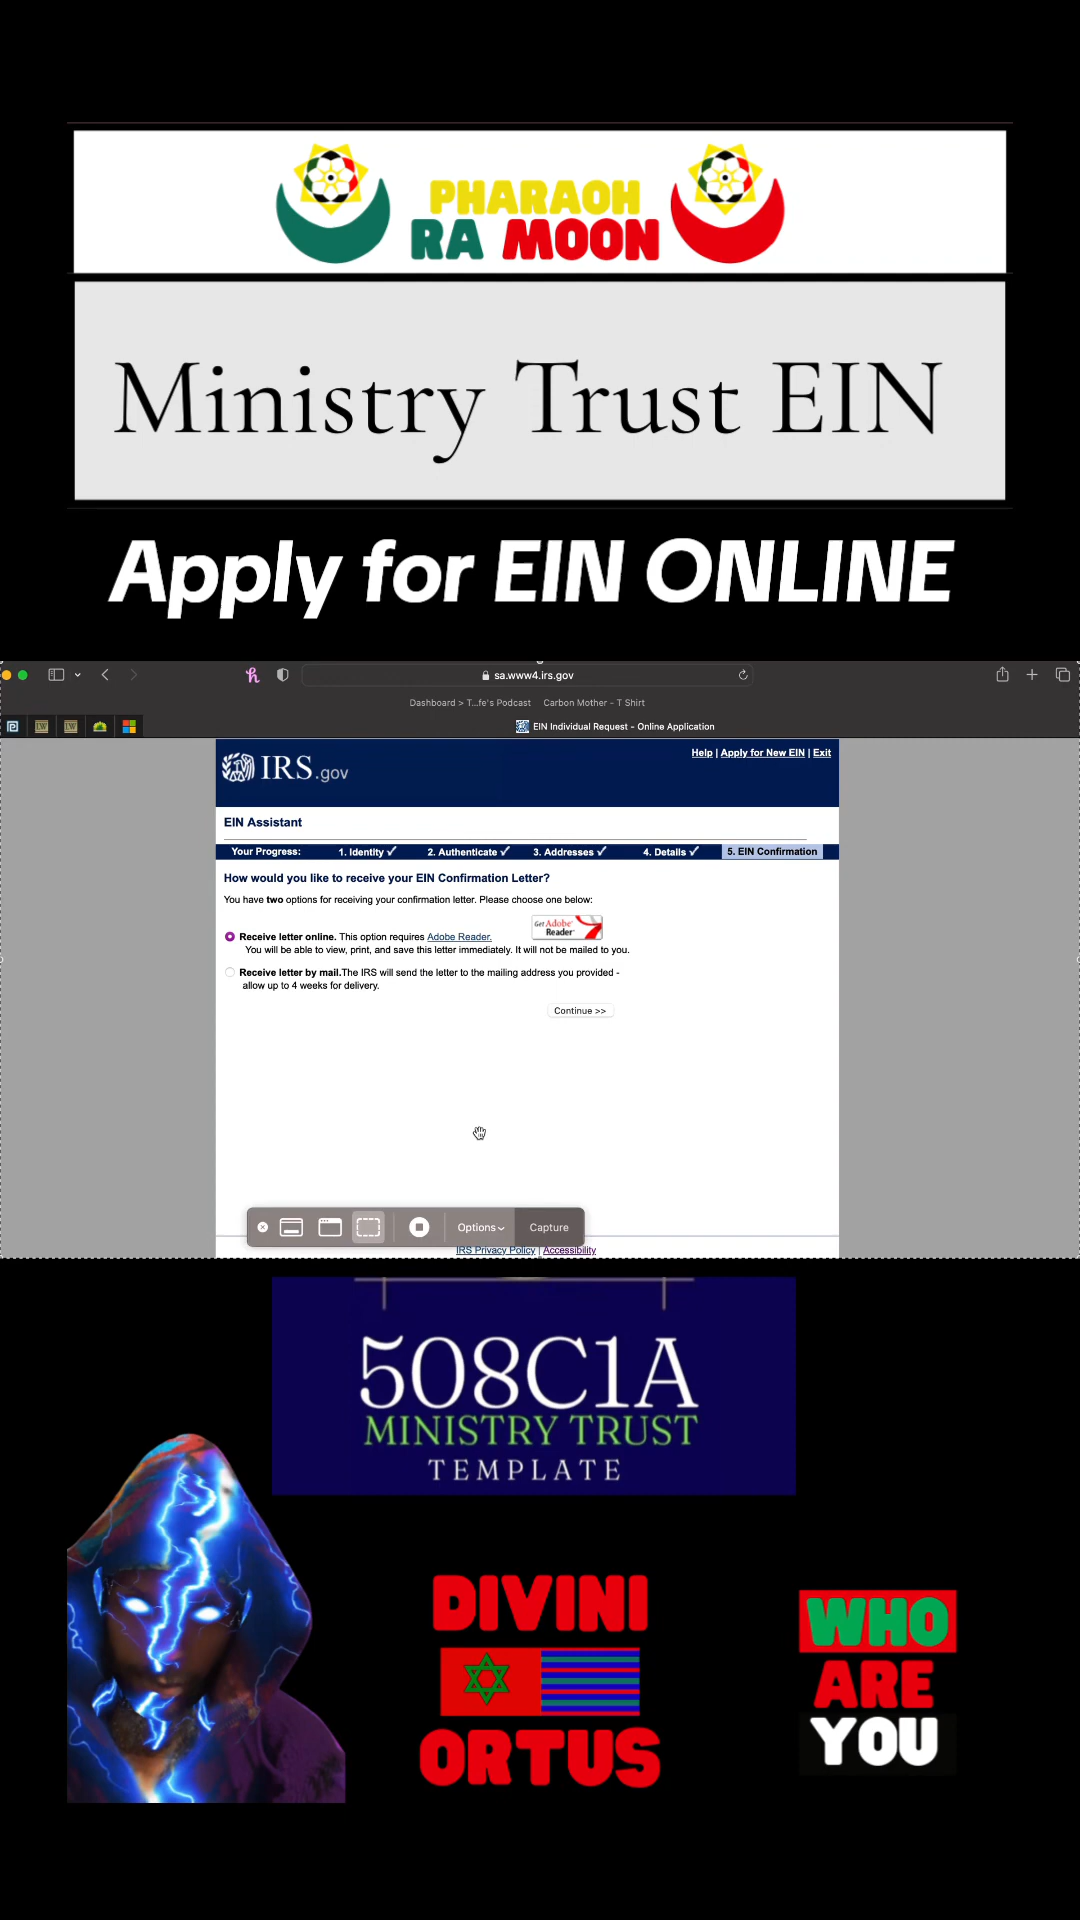 PHARAOH
RA MOON
Ministry Trust EIN
Apply for EIN ONLINE
sa.www4.irs.gov
Dashboard > T...fe's Podcast Carbon Mother - T Shirt
EIN Individual Request - Online Application
IRS.gov
Help | Apply for New EIN | Exit
EIN Assistant
Your Progress: 1. Identity ✓ 2. Authenticate ✓ 3. Addresses ✓ 4. Details ✓ 5. EIN Confirmation
How would you like to receive your EIN Confirmation Letter?
You have two options for receiving your confirmation letter. Please choose one below:
Get Adobe
Reader
Receive letter online. This option requires Adobe Reader.
You will be able to view, print, and save this letter immediately. It will not be mailed to you.
Receive letter by mail.The IRS will send the letter to the mailing address you provided -
allow up to 4 weeks for delivery.
Continue >>
Options
Capture
IRS Privacy Policy | Accessibility
508C1A
MINISTRY TRUST
TEMPLATE
DIVINI
ORTUS
WHO
ARE
YOU